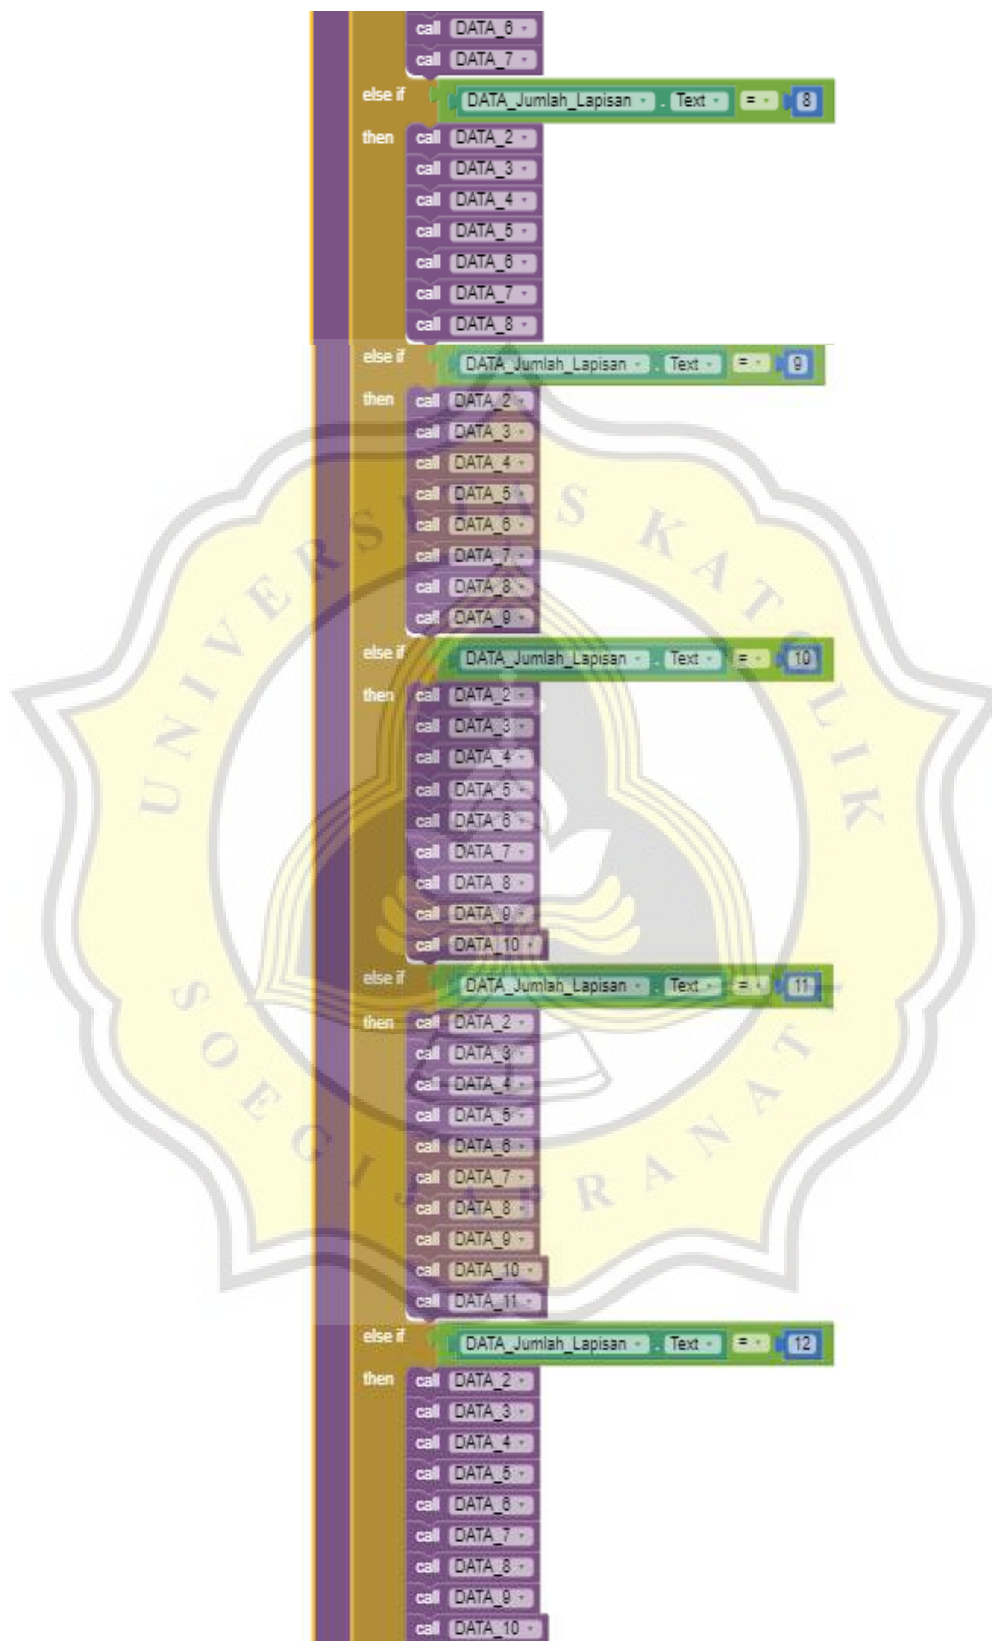 call DATA_6
call DATA_7
else if DATA_Jumlah_Lapisan . Text = 8
then call DATA_2
call DATA_3
call DATA_4
call DATA_5
call DATA_6
call DATA_7
call DATA_8
else if DATA_Jumlah_Lapisan . Text = 9
then call DATA_2
call DATA_3
call DATA_4
call DATA_5
call DATA_6
call DATA_7
call DATA_8
call DATA_9
else if DATA_Jumlah_Lapisan . Text = 10
then call DATA_2
call DATA_3
call DATA_4
call DATA_5
call DATA_6
call DATA_7
call DATA_8
call DATA_9
call DATA_10
else if DATA_Jumlah_Lapisan . Text = 11
then call DATA_2
call DATA_3
call DATA_4
call DATA_5
call DATA_6
call DATA_7
call DATA_8
call DATA_9
call DATA_10
call DATA_11
else if DATA_Jumlah_Lapisan . Text = 12
then call DATA_2
call DATA_3
call DATA_4
call DATA_5
call DATA_6
call DATA_7
call DATA_8
call DATA_9
call DATA_10
UNIVERSITAS KATOLIK
SOEGIJAPRANATA